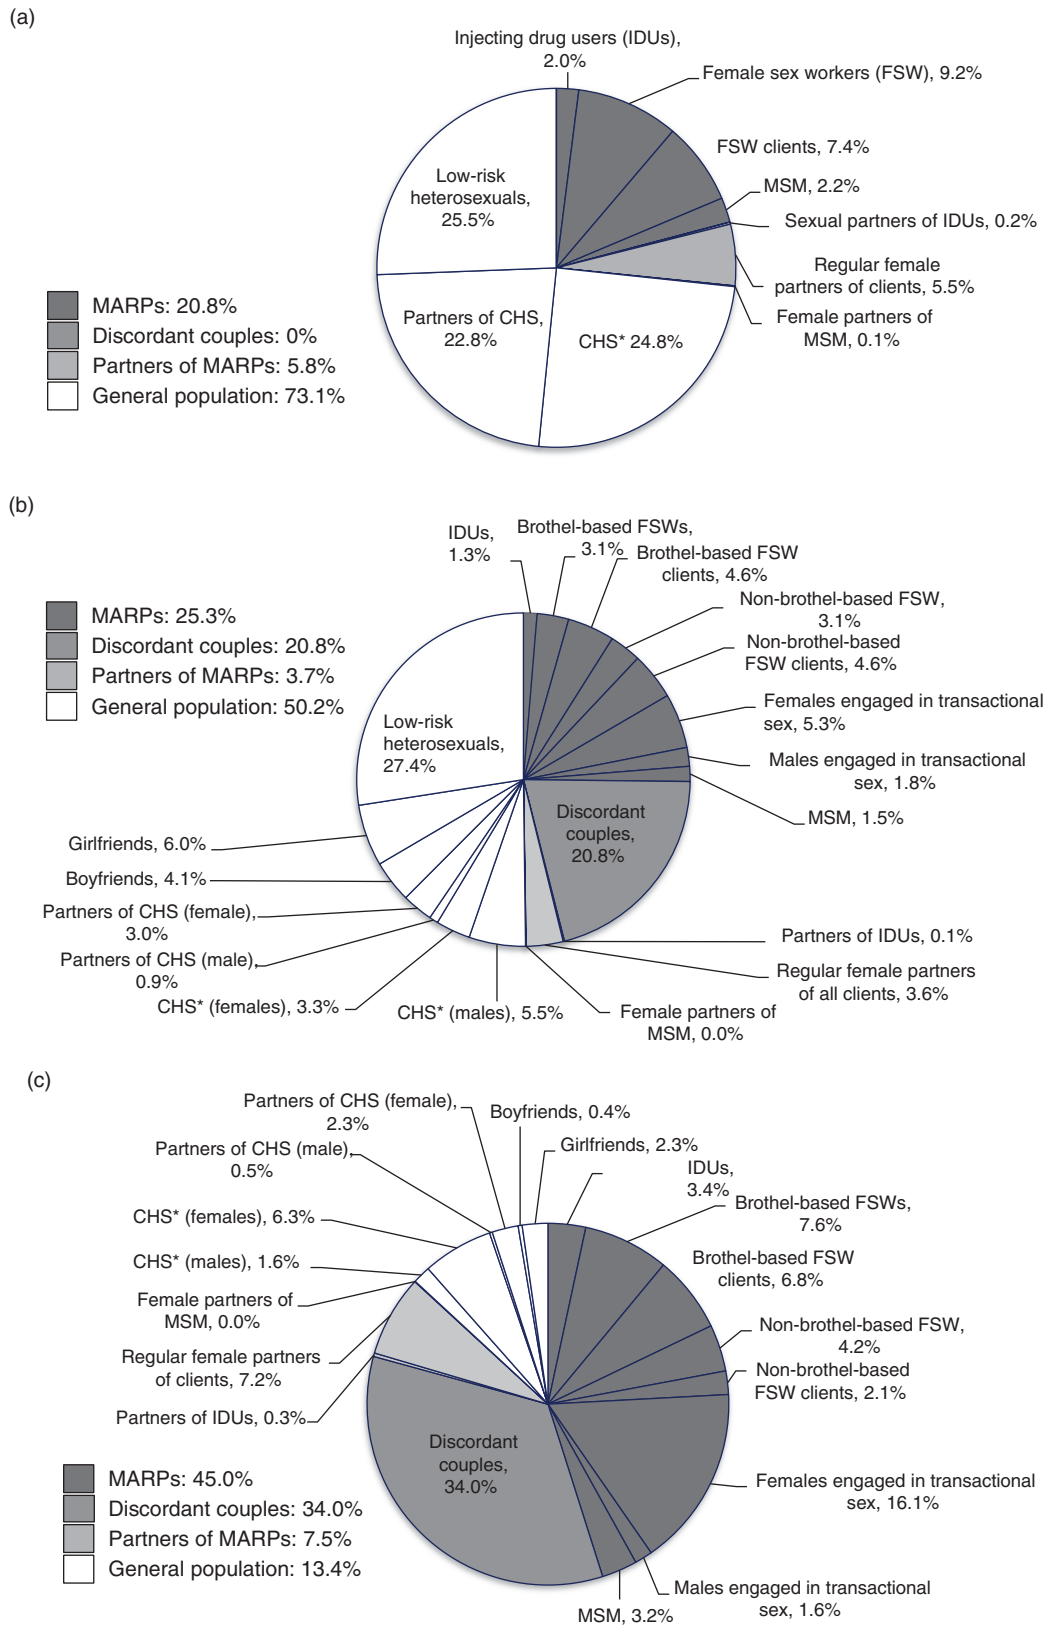 (a)
Injecting drug users (IDUs),
2.0%
Female sex workers (FSW), 9.2%
FSW clients, 7.4%
MSM, 2.2%
Sexual partners of IDUs, 0.2%
Regular female
partners of clients, 5.5%
Female partners of
MSM, 0.1%
CHS* 24.8%
Partners of CHS,
22.8%
Low-risk
heterosexuals,
25.5%
MARPs: 20.8%
Discordant couples: 0%
Partners of MARPs: 5.8%
General population: 73.1%
(b)
IDUs,
1.3%
Brothel-based FSWs,
3.1%
Brothel-based FSW
clients, 4.6%
Non-brothel-based FSW,
3.1%
Non-brothel-based
FSW clients, 4.6%
Females engaged in transactional
sex, 5.3%
Males engaged in transactional
sex, 1.8%
MSM, 1.5%
Discordant
couples,
20.8%
Partners of IDUs, 0.1%
Regular female partners
of all clients, 3.6%
Female partners of
MSM, 0.0%
CHS* (males), 5.5%
CHS* (females), 3.3%
Partners of CHS (male),
0.9%
Partners of CHS (female),
3.0%
Boyfriends, 4.1%
Girlfriends, 6.0%
Low-risk
heterosexuals,
27.4%
MARPs: 25.3%
Discordant couples: 20.8%
Partners of MARPs: 3.7%
General population: 50.2%
(c)
Partners of CHS (female),
2.3%
Boyfriends, 0.4%
Girlfriends, 2.3%
IDUs,
3.4%
Brothel-based FSWs,
7.6%
Brothel-based FSW
clients, 6.8%
Non-brothel-based FSW,
4.2%
Non-brothel-based
FSW clients, 2.1%
Females engaged in transactional
sex, 16.1%
Males engaged in transactional
sex, 1.6%
MSM, 3.2%
Discordant
couples,
34.0%
Partners of IDUs, 0.3%
Regular female partners
of clients, 7.2%
Female partners of
MSM, 0.0%
CHS* (males), 1.6%
CHS* (females), 6.3%
Partners of CHS (male),
0.5%
MARPs: 45.0%
Discordant couples: 34.0%
Partners of MARPs: 7.5%
General population: 13.4%